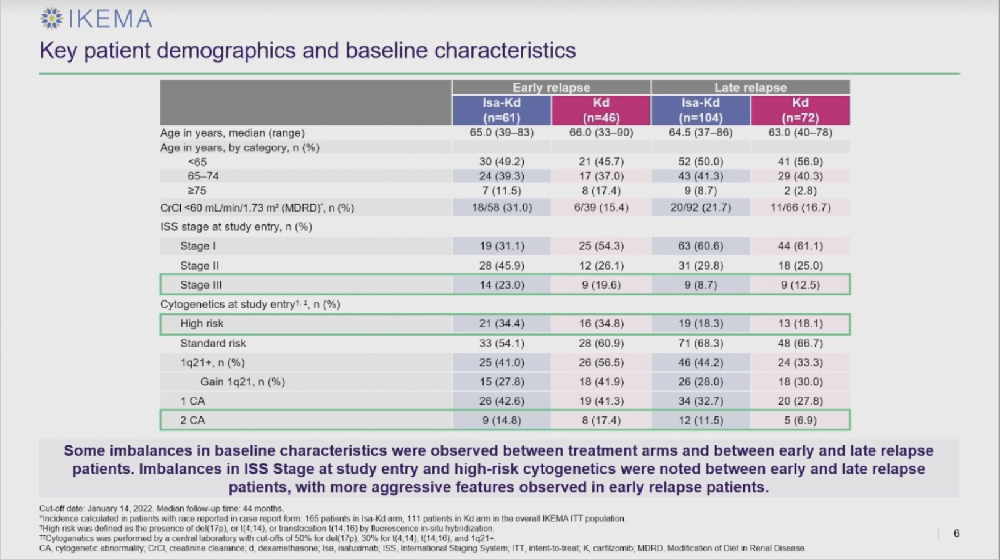 IKEMA
Key patient demographics and baseline characteristics
Early relapse Late relapse
Isa-Kd (n=61) Kd (n=46) Isa-Kd (n=104) Kd (n=72)
Age in years, median (range) 65.0 (39–83) 66.0 (33–90) 64.5 (37–86) 63.0 (40–78)
Age in years, by category, n (%)
<65 30 (49.2) 21 (45.7) 52 (50.0) 41 (56.9)
65–74 24 (39.3) 17 (37.0) 43 (41.3) 29 (40.3)
≥75 7 (11.5) 8 (17.4) 9 (8.7) 2 (2.8)
CrCl <60 mL/min/1.73 m² (MDRD)*, n (%) 18/58 (31.0) 6/39 (15.4) 20/92 (21.7) 11/66 (16.7)
ISS stage at study entry, n (%)
Stage I 19 (31.1) 25 (54.3) 63 (60.6) 44 (61.1)
Stage II 28 (45.9) 12 (26.1) 31 (29.8) 18 (25.0)
Stage III 14 (23.0) 9 (19.6) 9 (8.7) 9 (12.5)
Cytogenetics at study entry†, ‡, n (%)
High risk 21 (34.4) 16 (34.8) 19 (18.3) 13 (18.1)
Standard risk 33 (54.1) 28 (60.9) 71 (68.3) 48 (66.7)
1q21+, n (%) 25 (41.0) 26 (56.5) 46 (44.2) 24 (33.3)
Gain 1q21, n (%) 15 (27.8) 18 (41.9) 26 (28.0) 18 (30.0)
1 CA 26 (42.6) 19 (41.3) 34 (32.7) 20 (27.8)
2 CA 9 (14.8) 8 (17.4) 12 (11.5) 5 (6.9)
Some imbalances in baseline characteristics were observed between treatment arms and between early and late relapse
patients. Imbalances in ISS Stage at study entry and high-risk cytogenetics were noted between early and late relapse
patients, with more aggressive features observed in early relapse patients.
Cut-off date: January 14, 2022. Median follow-up time: 44 months.
*Incidence calculated in patients with race reported in case report form: 165 patients in Isa-Kd arm, 111 patients in Kd arm in the overall IKEMA ITT population.
†High risk was defined as the presence of del(17p), or t(4;14), or translocation t(14;16) by fluorescence in-situ hybridization.
††Cytogenetics was performed by a central laboratory with cut-offs of 50% for del(17p), 30% for t(4;14), t(14;16), and 1q21+.
CA, cytogenetic abnormality; CrCl, creatinine clearance; d, dexamethasone; Isa, isatuximab; ISS, International Staging System; ITT, intent-to-treat; K, carfilzomib; MDRD, Modification of Diet in Renal Disease.
6